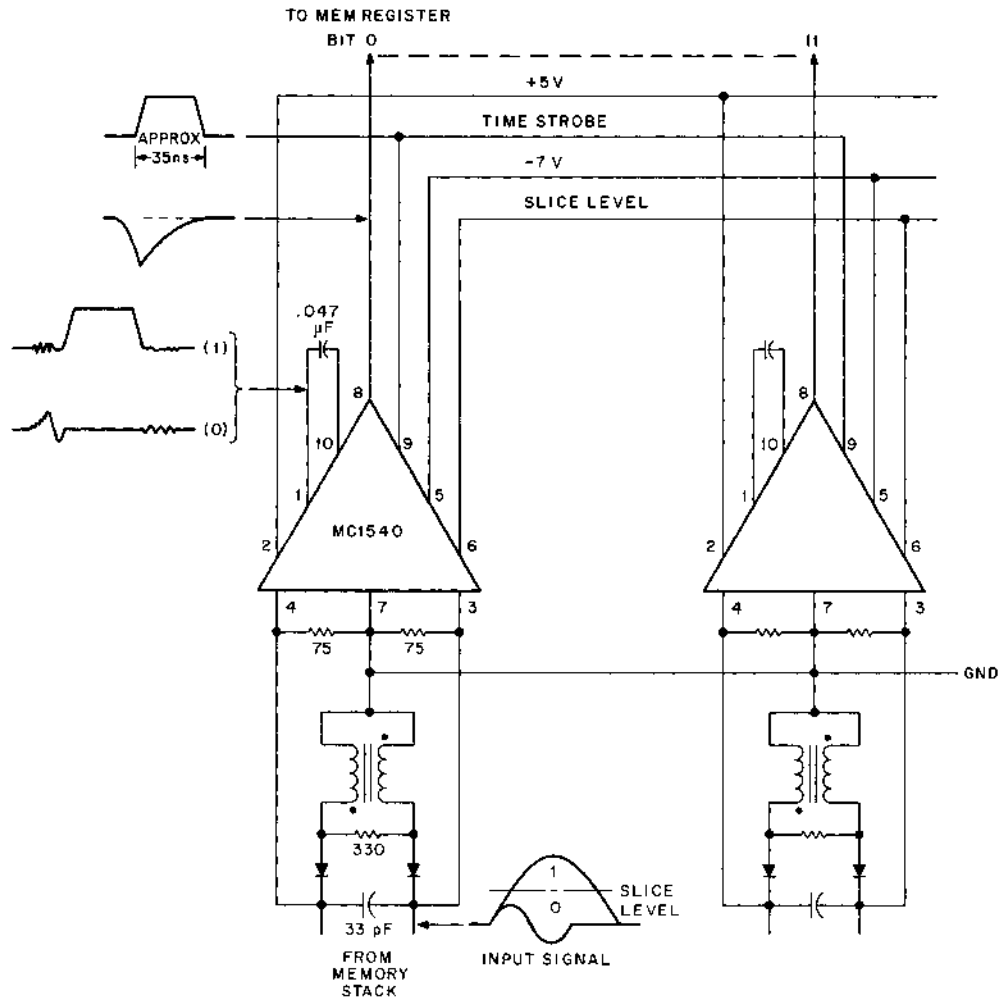 TO MEM REGISTER
BIT 0
11
+5V
TIME STROBE
APPROX
35ns
-7 V
SLICE LEVEL
.047
µF
(1)
(0)
8
8
10
9
10
9
1
5
1
5
MC1540
2
6
2
6
4
7
3
4
7
3
75
75
GND
330
1
SLICE
LEVEL
0
33 pF
FROM
MEMORY
STACK
INPUT SIGNAL